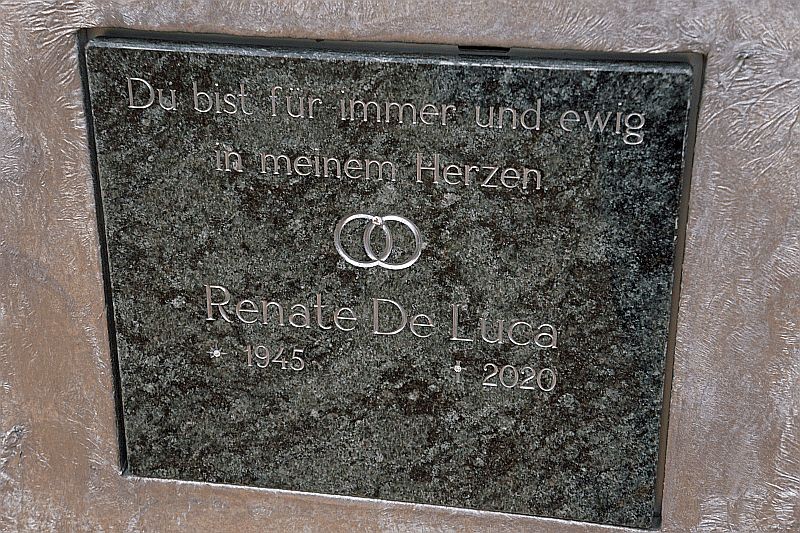 Du bist für immer und ewig
in meinem Herzen
Renate De Luca
* 1945 † 2020